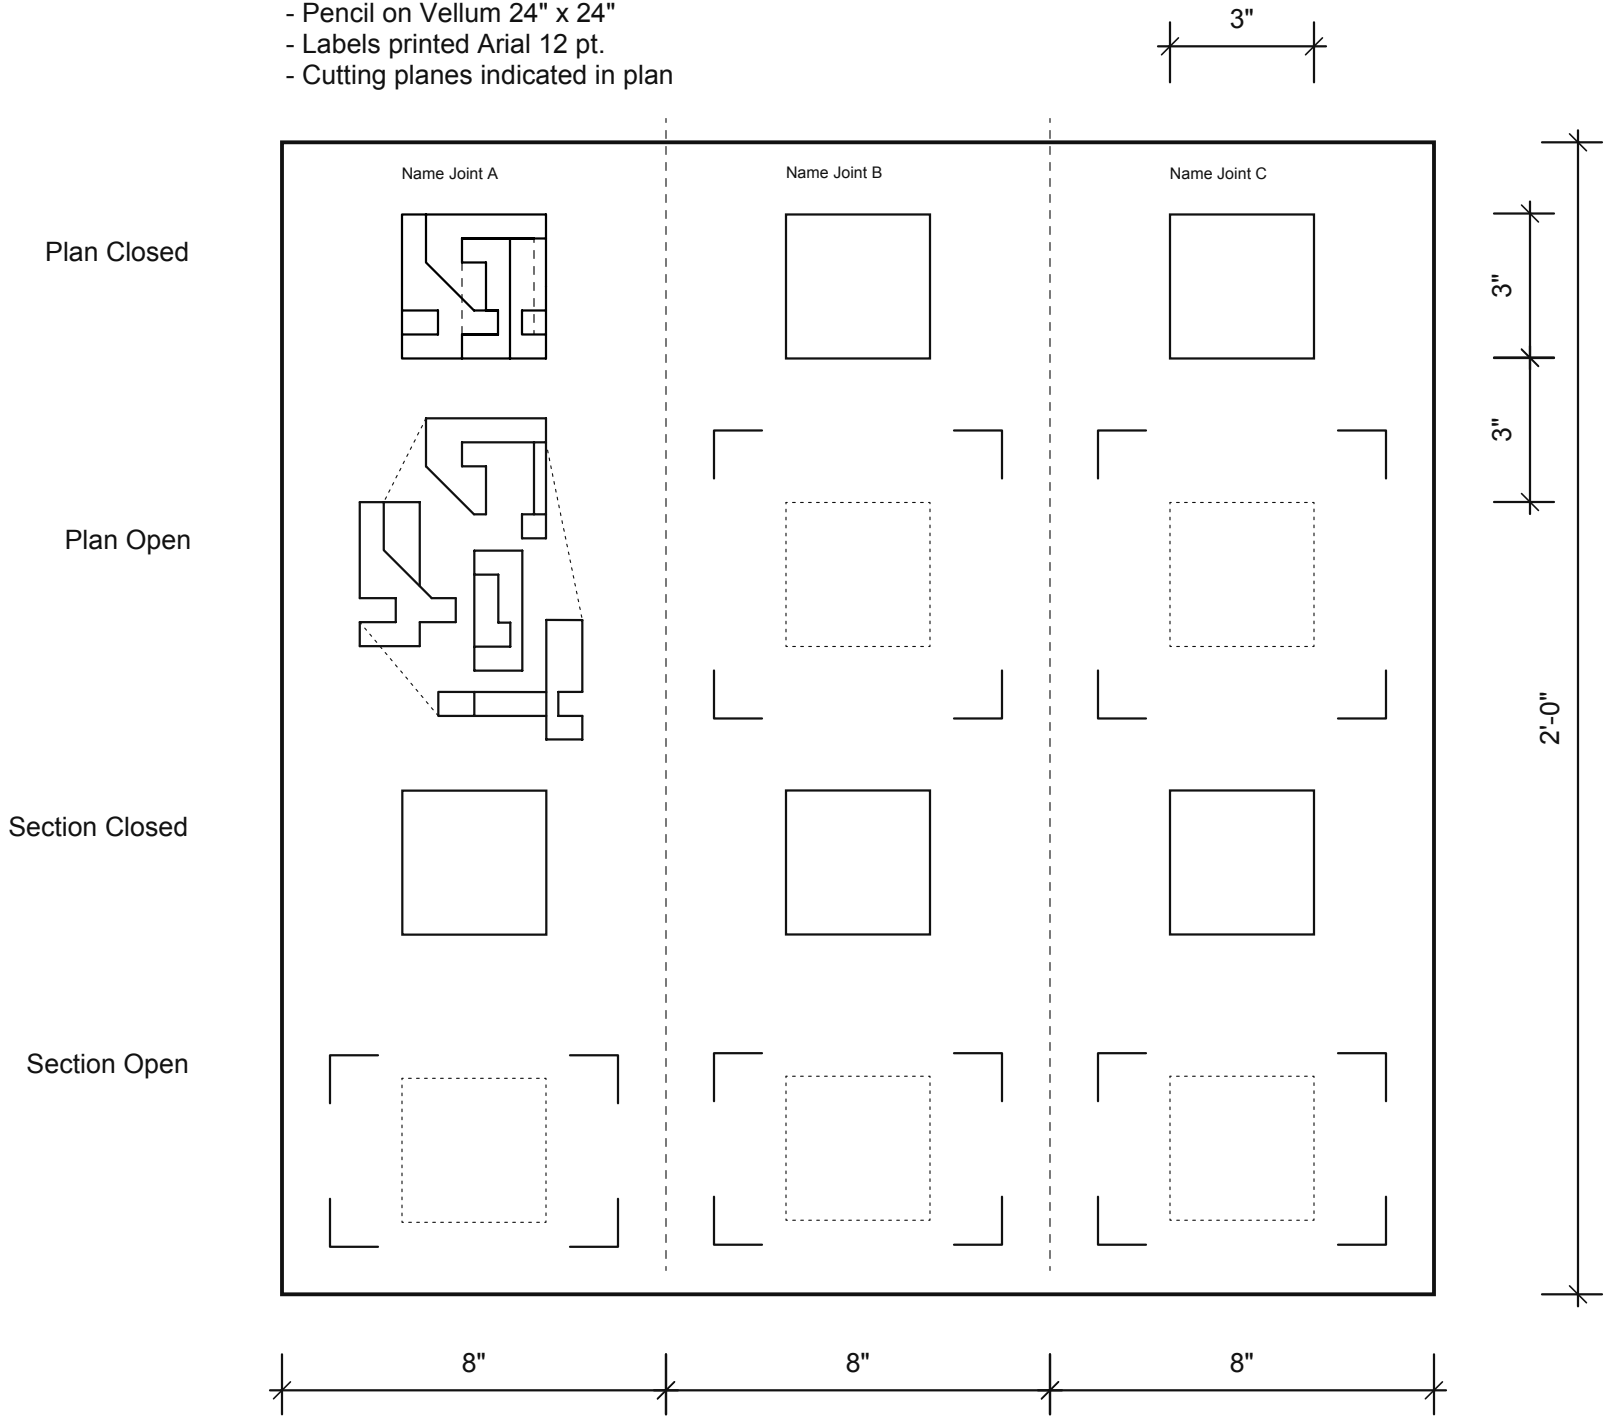 - Pencil on Vellum 24" x 24"
- Labels printed Arial 12 pt.
- Cutting planes indicated in plan
3"
Name Joint A
Name Joint B
Name Joint C
Plan Closed
3"
3"
Plan Open
2'-0"
Section Closed
Section Open
8"
8"
8"